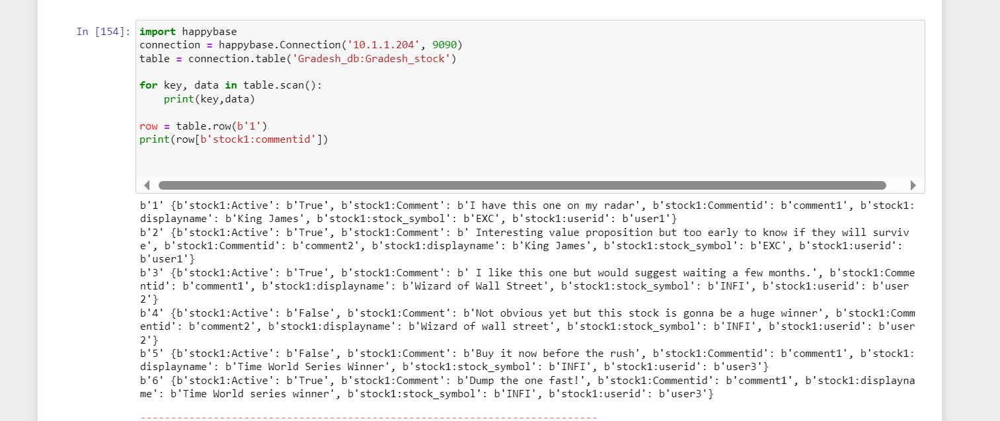 In [154]: import happybase
connection = happybase.Connection('10.1.1.204', 9090)
table = connection.table('Gradesh_db:Gradesh_stock')
for key, data in table.scan():
print(key,data)
row = table.row(b'1')
print(row[b'stock1:commentid'])
b'1' {b'stock1:Active': b'True', b'stock1:Comment': b'I have this one on my radar', b'stock1:Commentid': b'comment1', b'stock1:
displayname': b'King James', b'stock1:stock_symbol': b'EXC', b'stock1:userid': b'user1'}
b'2' {b'stock1:Active': b'True', b'stock1:Comment': b' Interesting value proposition but too early to know if they will surviv
e', b'stock1:Commentid': b'comment2', b'stock1:displayname': b'King James', b'stock1:stock_symbol': b'EXC', b'stock1:userid':
b'user1'}
b'3' {b'stock1:Active': b'True', b'stock1:Comment': b' I like this one but would suggest waiting a few months.', b'stock1:Comme
ntid': b'comment1', b'stock1:displayname': b'Wizard of Wall Street', b'stock1:stock_symbol': b'INFI', b'stock1:userid': b'user
2'}
b'4' {b'stock1:Active': b'False', b'stock1:Comment': b'Not obvious yet but this stock is gonna be a huge winner', b'stock1:Comm
entid': b'comment2', b'stock1:displayname': b'Wizard of wall street', b'stock1:stock_symbol': b'INFI', b'stock1:userid': b'user
2'}
b'5' {b'stock1:Active': b'False', b'stock1:Comment': b'Buy it now before the rush', b'stock1:Commentid': b'comment1', b'stock1:
displayname': b'Time World Series Winner', b'stock1:stock_symbol': b'INFI', b'stock1:userid': b'user3'}
b'6' {b'stock1:Active': b'True', b'stock1:Comment': b'Dump the one fast!', b'stock1:Commentid': b'comment1', b'stock1:displayna
me': b'Time World series winner', b'stock1:stock_symbol': b'INFI', b'stock1:userid': b'user3'}
---------------------------------------------------------------------------